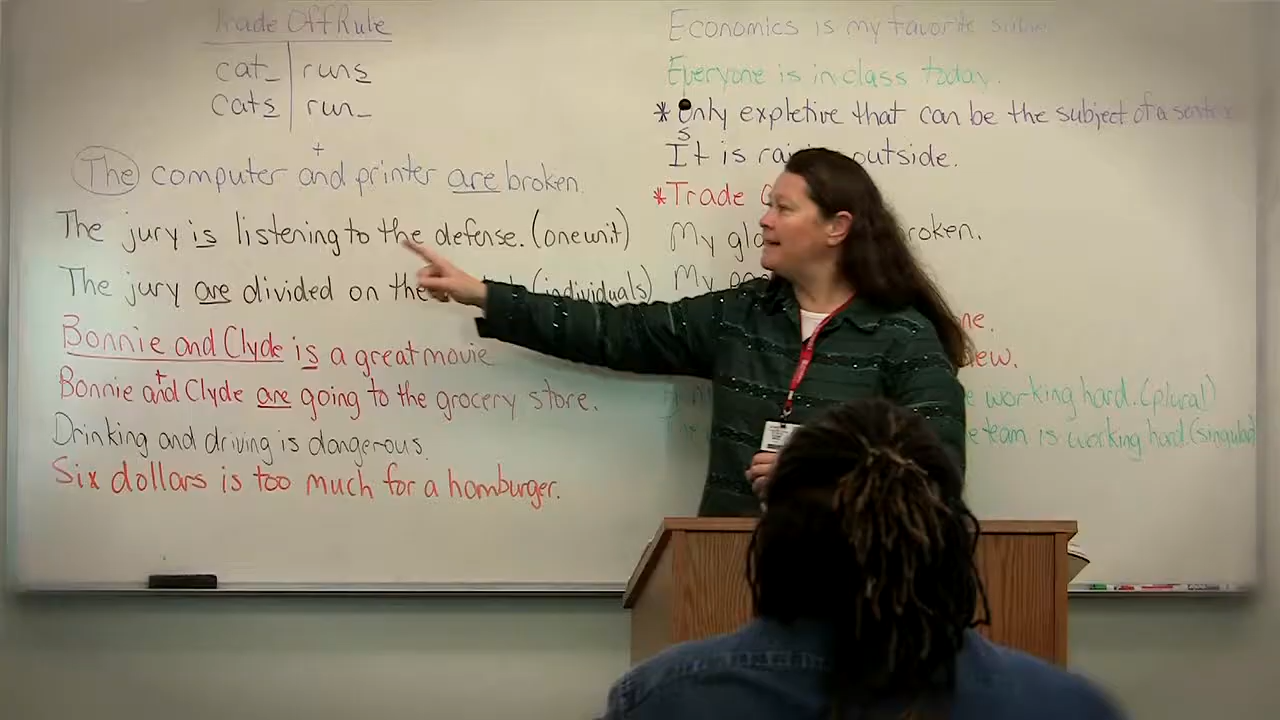 Trade Off Rule
cat_ runs
cats run_
+
The computer and printer are broken.
The jury is listening to the defense. (one unit)
The jury are divided on the (individuals)
Bonnie and Clyde is a great movie
+
Bonnie and Clyde are going to the grocery store.
Drinking and driving is dangerous.
Six dollars is too much for a hamburger.
Economics is my favorite
Everyone is in class today.
*Only expletive that can be the subject of a
S
It is outside.
*Trade
My
My
working hard. (plural)
team is working hard. (singular)